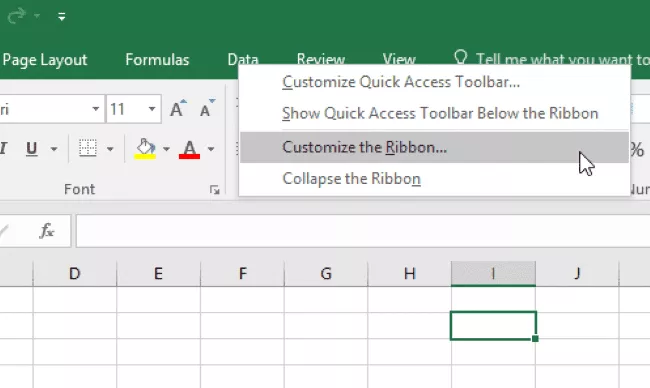 Page Layout Formulas Data Review View Tell me what you want to
Customize Quick Access Toolbar...
ri 11
Show Quick Access Toolbar Below the Ribbon
I U A Customize the Ribbon... %
Collapse the Ribbon
Font
fx
D E F G H I J